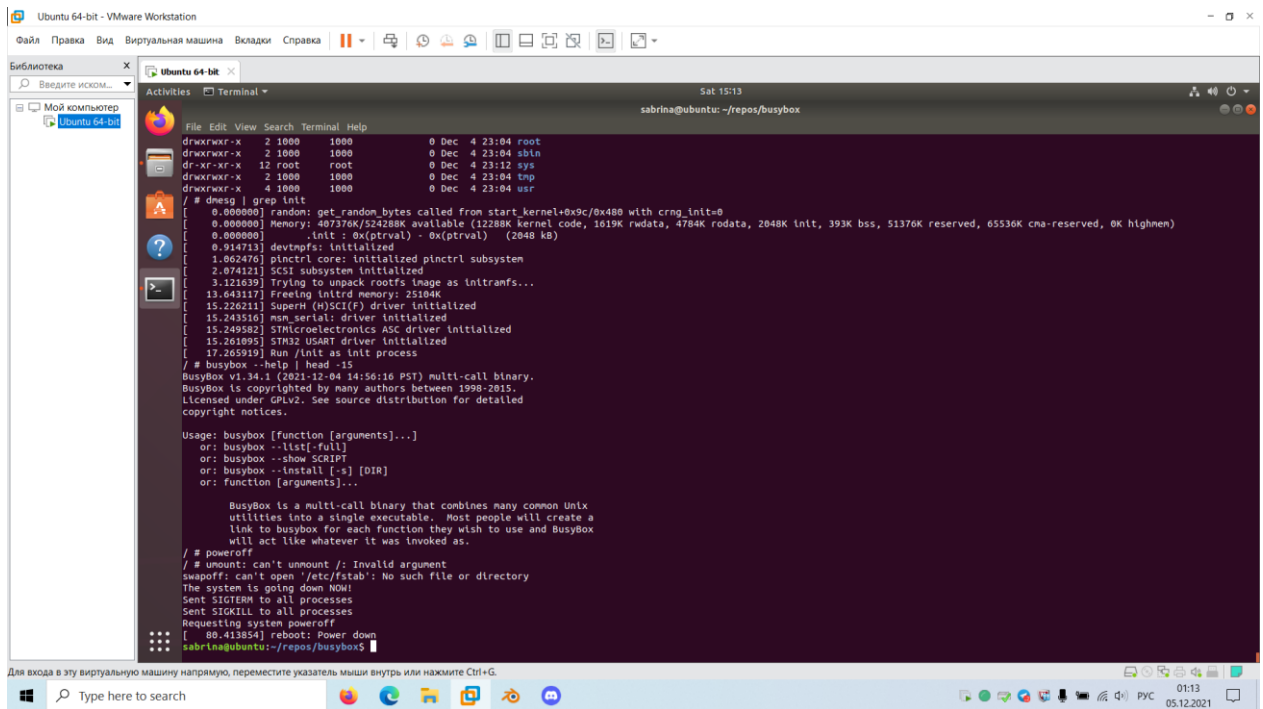 Ubuntu 64-bit - VMware Workstation
Файл Правка Вид Виртуальная машина Вкладки Справка
Библиотека
Введите иском...
Мой компьютер
Ubuntu 64-bit
Ubuntu 64-bit
Activities Terminal Sat 15:13
sabrina@ubuntu: ~/repos/busybox
File Edit View Search Terminal Help
drwxrwxr-x 2 1000 1000 0 Dec 4 23:04 root
drwxrwxr-x 2 1000 1000 0 Dec 4 23:04 sbin
dr-xr-xr-x 12 root root 0 Dec 4 23:12 sys
drwxrwxr-x 2 1000 1000 0 Dec 4 23:04 tmp
drwxrwxr-x 4 1000 1000 0 Dec 4 23:04 usr
/ # dmesg | grep init
[ 0.000000] random: get_random_bytes called from start_kernel+0x9c/0x480 with crng_init=0
[ 0.000000] Memory: 407376K/524288K available (12288K kernel code, 1619K rwdata, 4784K rodata, 2048K init, 393K bss, 51376K reserved, 65536K cma-reserved, 0K highmem)
[ 0.000000] .init : 0x(ptrval) - 0x(ptrval) (2048 kB)
[ 0.914713] devtmpfs: initialized
[ 1.062476] pinctrl core: initialized pinctrl subsystem
[ 2.074121] SCSI subsystem initialized
[ 3.121639] Trying to unpack rootfs image as initramfs...
[ 13.643117] Freeing initrd memory: 25104K
[ 15.226211] SuperH (H)SCI(F) driver initialized
[ 15.243516] msm_serial: driver initialized
[ 15.249582] STMicroelectronics ASC driver initialized
[ 15.261095] STM32 USART driver initialized
[ 17.265919] Run /init as init process
/ # busybox --help | head -15
BusyBox v1.34.1 (2021-12-04 14:56:16 PST) multi-call binary.
BusyBox is copyrighted by many authors between 1998-2015.
Licensed under GPLv2. See source distribution for detailed
copyright notices.
Usage: busybox [function [arguments]...]
or: busybox --list[-full]
or: busybox --show SCRIPT
or: busybox --install [-s] [DIR]
or: function [arguments]...
BusyBox is a multi-call binary that combines many common Unix
utilities into a single executable. Most people will create a
link to busybox for each function they wish to use and BusyBox
will act like whatever it was invoked as.
/ # poweroff
/ # umount: can't unmount /: Invalid argument
swapoff: can't open '/etc/fstab': No such file or directory
The system is going down NOW!
Sent SIGTERM to all processes
Sent SIGKILL to all processes
Requesting system poweroff
[ 80.413854] reboot: Power down
sabrina@ubuntu:~/repos/busybox$
Для входа в эту виртуальную машину напрямую, переместите указатель мыши внутрь или нажмите Ctrl+G.
Type here to search
РУС
01:13
05.12.2021